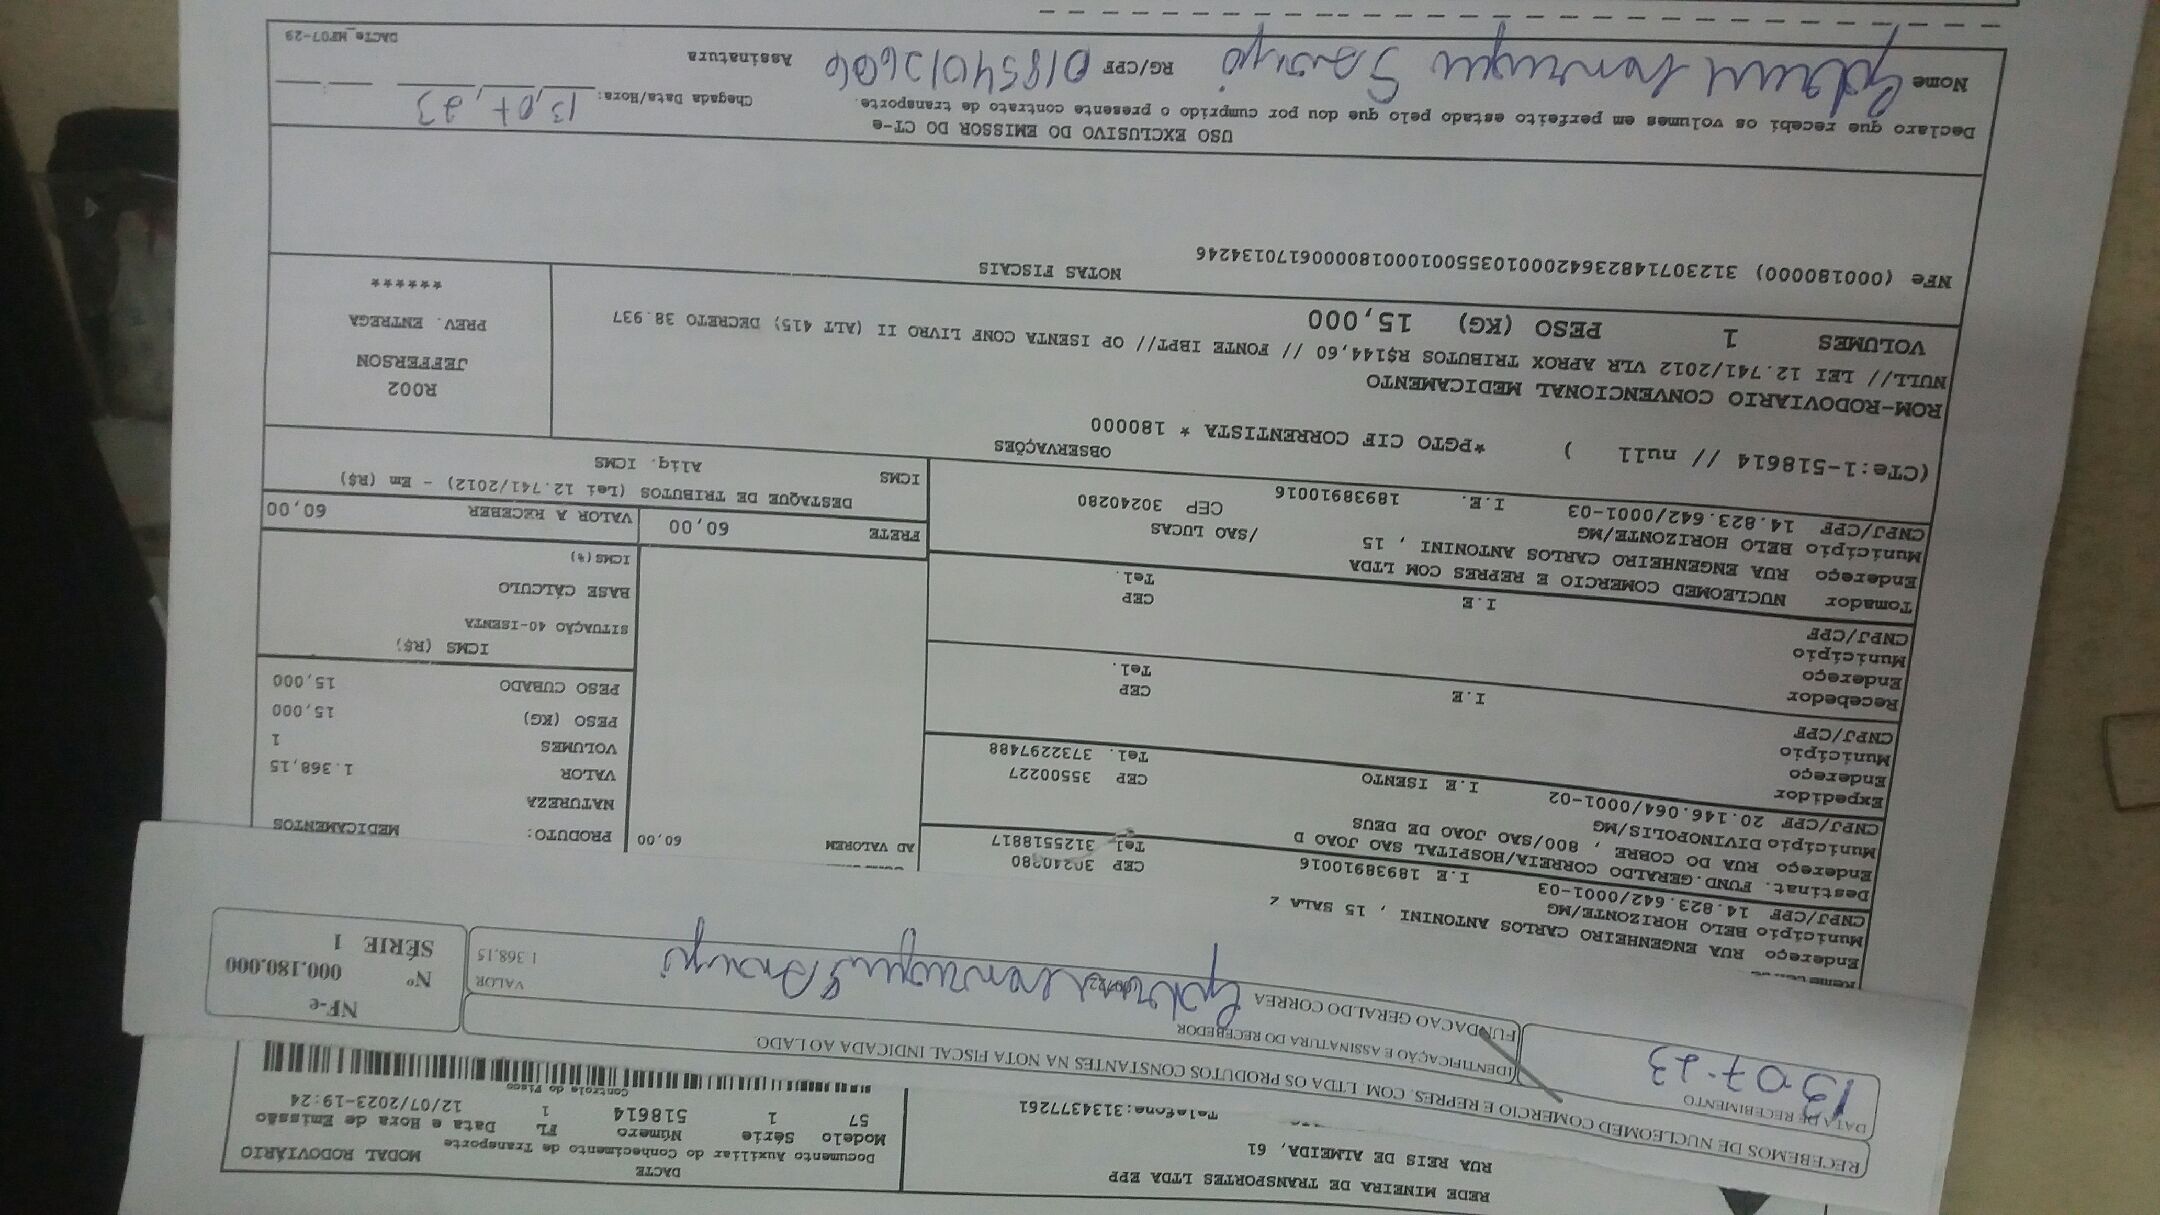 REDE MINEIRA DE TRANSPORTES LTDA EPP
RUA REIS DE ALMEIDA, 61
Telefone:3134377261
DACTE
Documento Auxiliar do Conhecimento de Transporte
MODAL RODOVIÁRIO
Modelo Série Número FL Data e Hora de Emissão
57 1 518614 1 12/07/2023-19:24
Controle do Fisco
RECEBEMOS DE NUCLEOMED COMERCIO E REPRES. COM. LTDA OS PRODUTOS CONSTANTES NA NOTA FISCAL INDICADA AO LADO
DATA DE RECEBIMENTO
13-07-23
IDENTIFICAÇÃO E ASSINATURA DO RECEBEDOR
FUNDACAO GERALDO CORREA
VALOR
1.368,15
NF-e
Nº 000.180.000
SÉRIE 1
Endereço RUA ENGENHEIRO CARLOS ANTONINI , 15 SALA 2
Município BELO HORIZONTE/MG CEP 30240280
CNPJ/CPF 14.823.642/0001-03 I.E 18938910016 Tel 3125518817
Destinat. FUND.GERALDO CORREIA/HOSPITAL SAO JOAO D
Endereço RUA DO COBRE , 800/SAO JOAO DE DEUS
Município DIVINOPOLIS/MG CEP 35500227
CNPJ/CPF 20.146.064/0001-02 I.E ISENTO Tel. 3732297488
Expedidor
Endereço
Município CEP
CNPJ/CPF I.E Tel.
Recebedor
Endereço
Município CEP
CNPJ/CPF I.E Tel.
Tomador NUCLEOMED COMERCIO E REPRES COM LTDA
Endereço RUA ENGENHEIRO CARLOS ANTONINI , 15 /SAO LUCAS
Município BELO HORIZONTE/MG CEP 30240280
CNPJ/CPF 14.823.642/0001-03 I.E. 18938910016
AD VALOREM 60,00
FRETE 60,00
PRODUTO: MEDICAMENTOS
NATUREZA
VALOR 1.368,15
VOLUMES 1
PESO (KG) 15,000
PESO CUBADO 15,000
ICMS (R$)
SITUAÇÃO 40-ISENTA
BASE CÁLCULO
ICMS(%)
VALOR A RECEBER 60,00
DESTAQUE DE TRIBUTOS (Lei 12.741/2012) - Em (R$)
ICMS Aliq. ICMS
OBSERVAÇÕES
(CTe:1-518614 // null ) *PGTO CIF CORRENTISTA * 180000
ROM-RODOVIARIO CONVENCIONAL MEDICAMENTO
NULL// LEI 12.741/2012 VLR APROX TRIBUTOS R$144,60 // FONTE IBPT// OP ISENTA CONF LIVRO II (ALT 415) DECRETO 38.937
VOLUMES 1 PESO (KG) 15,000
R002
JEFFERSON
PREV. ENTREGA
******
NOTAS FISCAIS
NFe (000180000) 31230714823642000103550010001800006170134246
USO EXCLUSIVO DO EMISSOR DO CT-e
Declaro que recebi os volumes em perfeito estado pelo que dou por cumprido o presente contrato de transporte.
Chegada Data/Hora: 13,07,23
Nome
RG/CPF 01854012606
Assinatura
DACTe_MF07-29